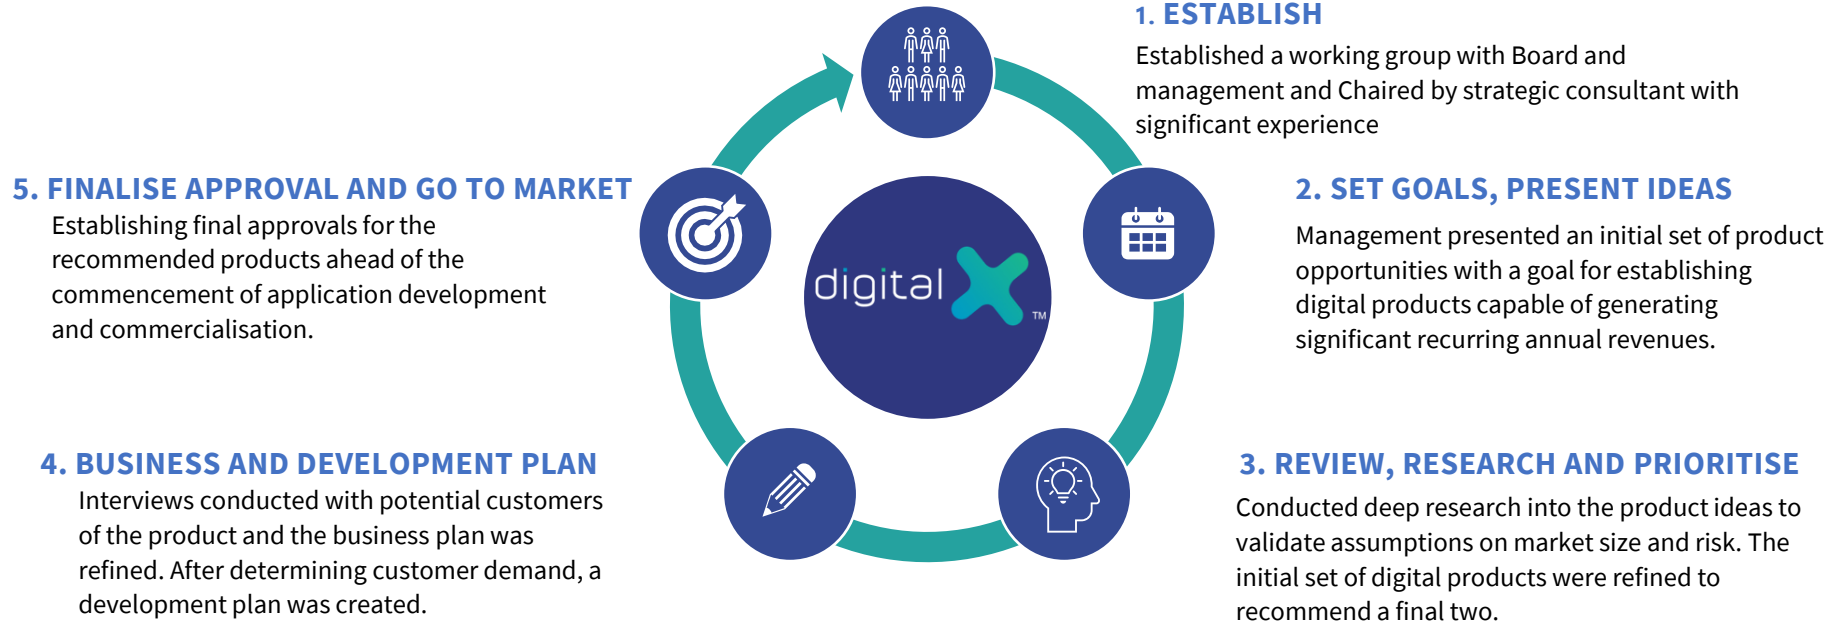 1. ESTABLISH
Established a working group with Board and
management and Chaired by strategic consultant with
significant experience
2. SET GOALS, PRESENT IDEAS
Management presented an initial set of product
opportunities with a goal for establishing
digital products capable of generating
significant recurring annual revenues.
3. REVIEW, RESEARCH AND PRIORITISE
Conducted deep research into the product ideas to
validate assumptions on market size and risk. The
initial set of digital products were refined to
recommend a final two.
4. BUSINESS AND DEVELOPMENT PLAN
Interviews conducted with potential customers
of the product and the business plan was
refined. After determining customer demand, a
development plan was created.
5. FINALISE APPROVAL AND GO TO MARKET
Establishing final approvals for the
recommended products ahead of the
commencement of application development
and commercialisation.
digital X TM